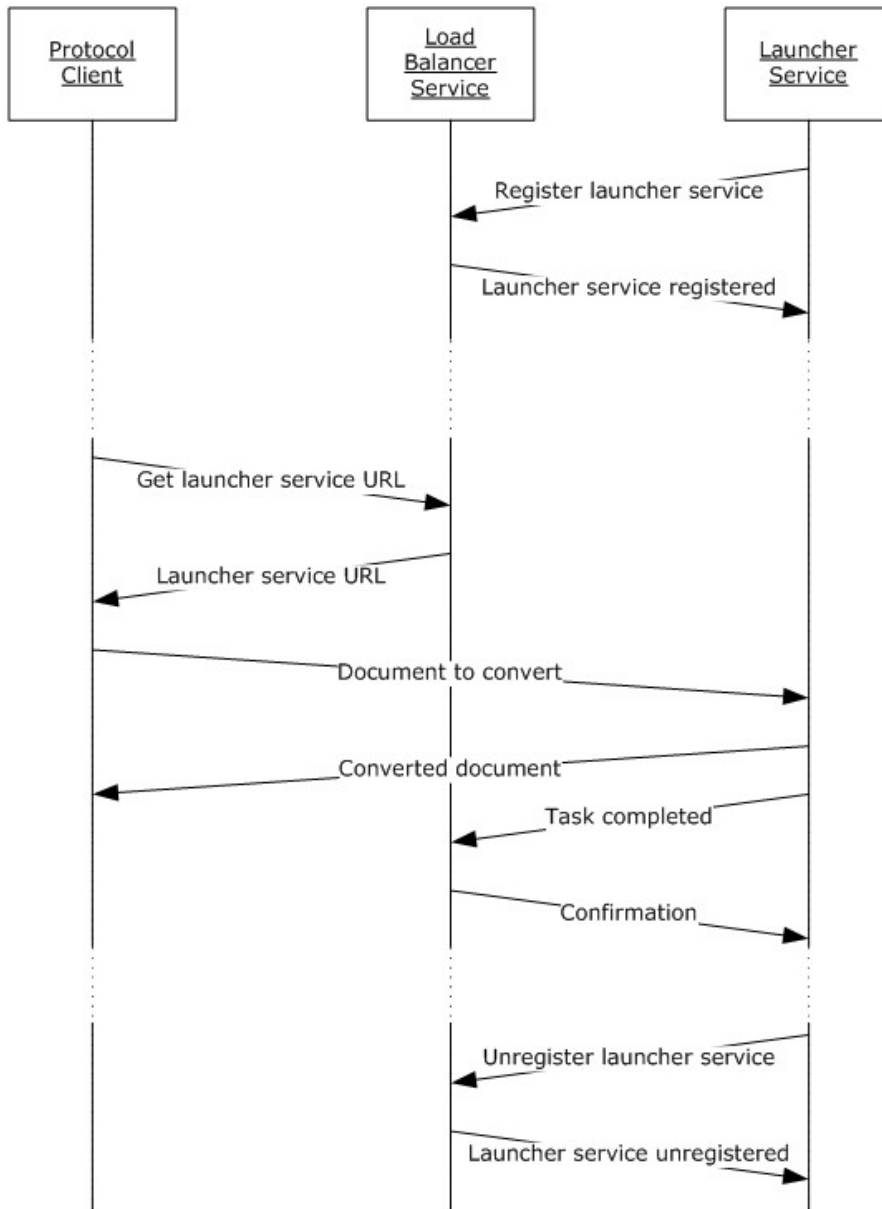 Protocol
Client
Load
Balancer
Service
Launcher
Service
Register launcher service
Launcher service registered
Get launcher service URL
Launcher service URL
Document to convert
Converted document
Task completed
Confirmation
Unregister launcher service
Launcher service unregistered